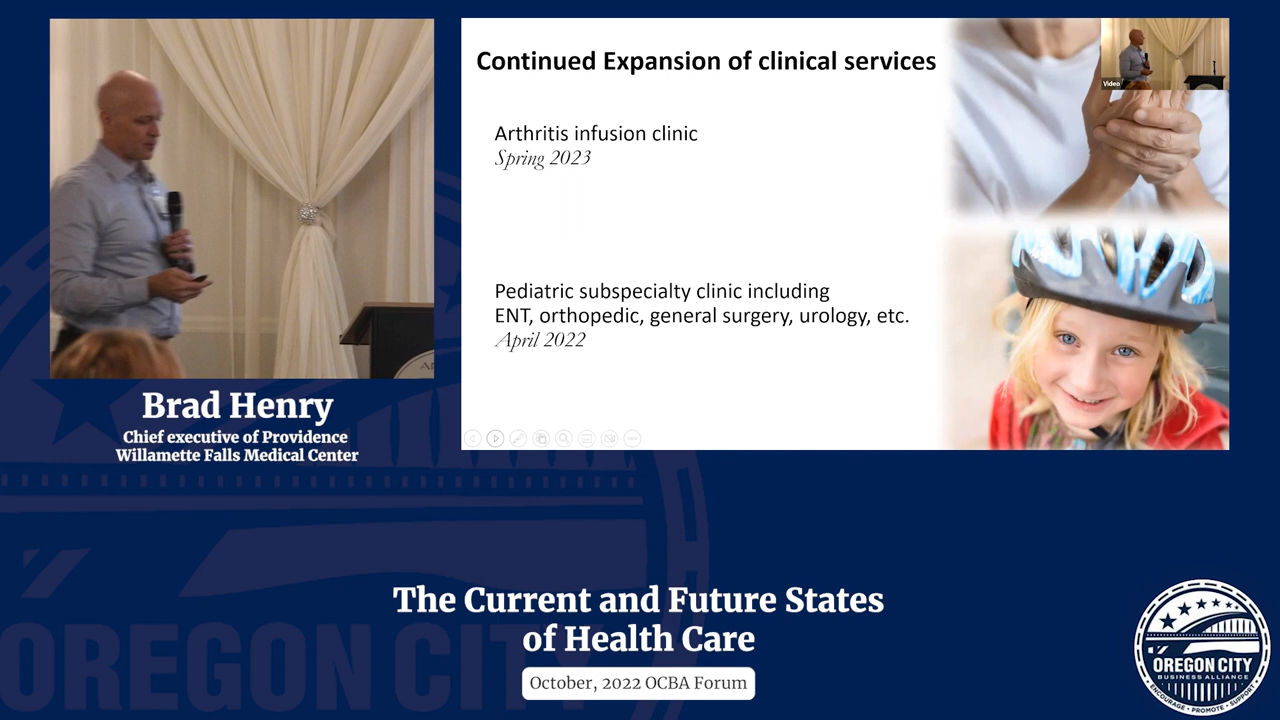 Continued Expansion of clinical services
Video
Arthritis infusion clinic
Spring 2023
Pediatric subspecialty clinic including
ENT, orthopedic, general surgery, urology, etc.
April 2022
Brad Henry
Chief executive of Providence
Willamette Falls Medical Center
The Current and Future States
of Health Care
October, 2022 OCBA Forum
OREGON CITY
BUSINESS ALLIANCE
ENCOURAGE • PROMOTE • SUPPORT
OREGON CIT